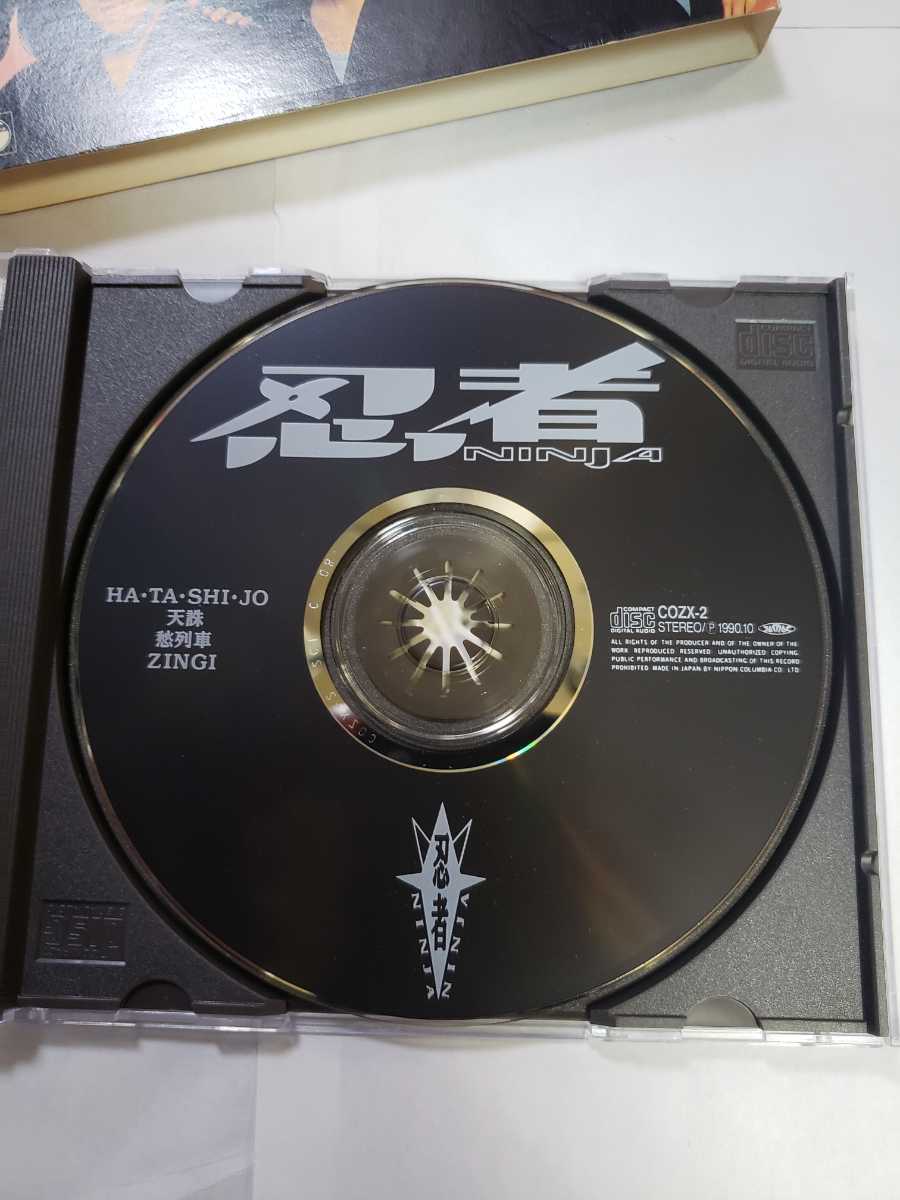 忍者
NINJA
HA・TA・SHI・JO
天誅
愁列車
ZINGI
COMPACT
disc
DIGITAL AUDIO
COZX-2
STEREO/Ⓟ1990.10
ALL RIGHTS OF THE PRODUCER AND OF THE OWNER OF THE
WORK REPRODUCED RESERVED. UNAUTHORIZED COPYING,
PUBLIC PERFORMANCE AND BROADCASTING OF THIS RECORD
PROHIBITED. MADE IN JAPAN BY NIPPON COLUMBIA CO. LTD.
忍者
NINJA
NINJA
COMPACT
disc
DIGITAL AUDIO